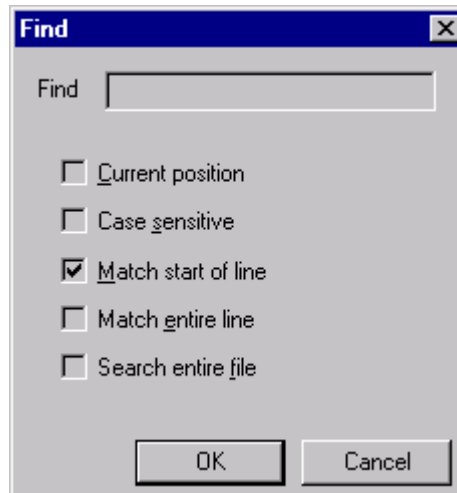 Find
Find
Current position
Case sensitive
Match start of line
Match entire line
Search entire file
OK Cancel